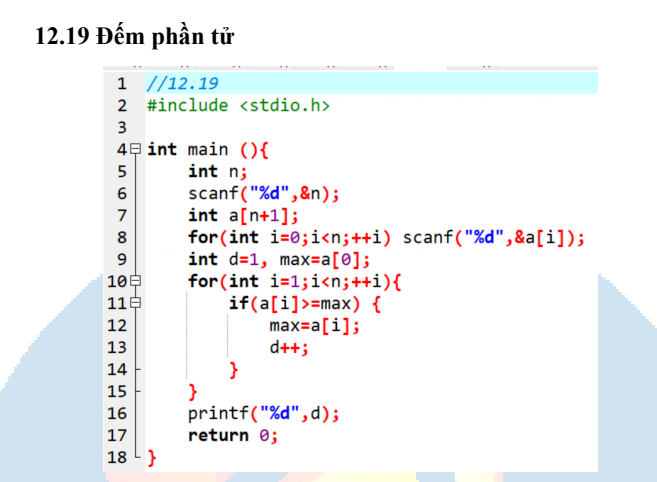 12.19 Đếm phần tử
1 //12.19
2 #include <stdio.h>
3
4 int main (){
5 int n;
6 scanf("%d",&n);
7 int a[n+1];
8 for(int i=0;i<n;++i) scanf("%d",&a[i]);
9 int d=1, max=a[0];
10 for(int i=1;i<n;++i){
11 if(a[i]>=max) {
12 max=a[i];
13 d++;
14 }
15 }
16 printf("%d",d);
17 return 0;
18 }